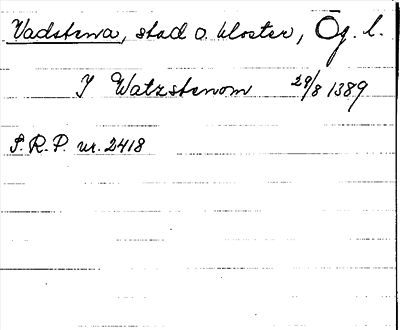 Vadstena, stad o. kloster, Ög. l.
I Watzstenom 29/8 1389
S.R.P. nr. 2418